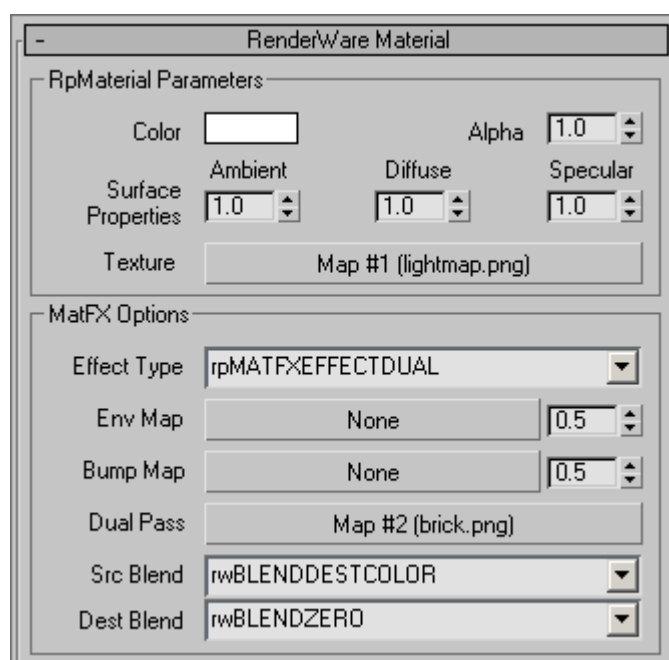 - RenderWare Material
RpMaterial Parameters
Color Alpha 1.0
Ambient Diffuse Specular
Surface Properties 1.0 1.0 1.0
Texture Map #1 (lightmap.png)
MatFX Options
Effect Type rpMATFXEFFECTDUAL
Env Map None 0.5
Bump Map None 0.5
Dual Pass Map #2 (brick.png)
Src Blend rwBLENDDESTCOLOR
Dest Blend rwBLENDZERO